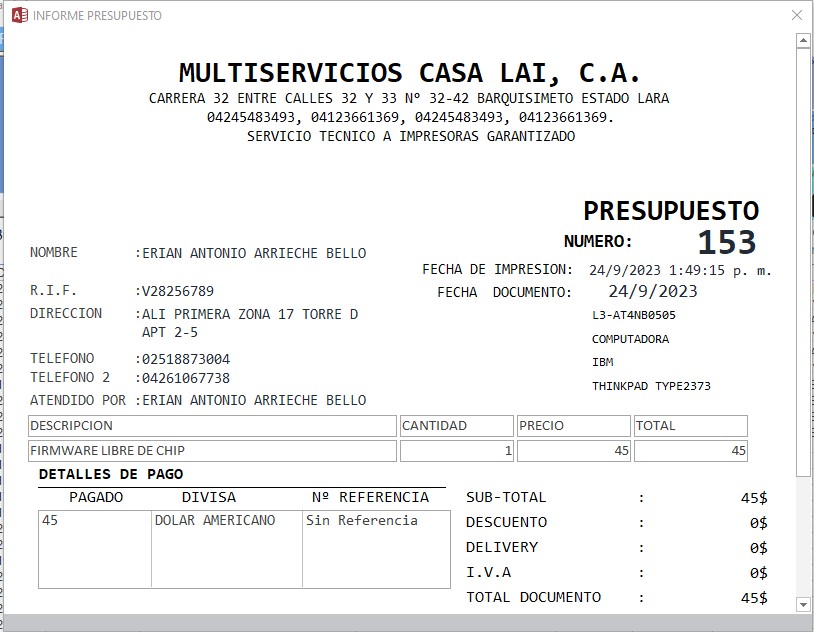 INFORME PRESUPUESTO
MULTISERVICIOS CASA LAI, C.A.
CARRERA 32 ENTRE CALLES 32 Y 33 Nº 32-42 BARQUISIMETO ESTADO LARA
04245483493, 04123661369, 04245483493, 04123661369.
SERVICIO TECNICO A IMPRESORAS GARANTIZADO
PRESUPUESTO
NUMERO: 153
FECHA DE IMPRESION: 24/9/2023 1:49:15 p. m.
FECHA DOCUMENTO: 24/9/2023
L3-AT4NB0505
COMPUTADORA
IBM
THINKPAD TYPE2373
NOMBRE :ERIAN ANTONIO ARRIECHE BELLO
R.I.F. :V28256789
DIRECCION :ALI PRIMERA ZONA 17 TORRE D
APT 2-5
TELEFONO :02518873004
TELEFONO 2 :04261067738
ATENDIDO POR :ERIAN ANTONIO ARRIECHE BELLO
DESCRIPCION CANTIDAD PRECIO TOTAL
FIRMWARE LIBRE DE CHIP 1 45 45
DETALLES DE PAGO
PAGADO DIVISA Nº REFERENCIA
45 DOLAR AMERICANO Sin Referencia
SUB-TOTAL : 45$
DESCUENTO : 0$
DELIVERY : 0$
I.V.A : 0$
TOTAL DOCUMENTO : 45$